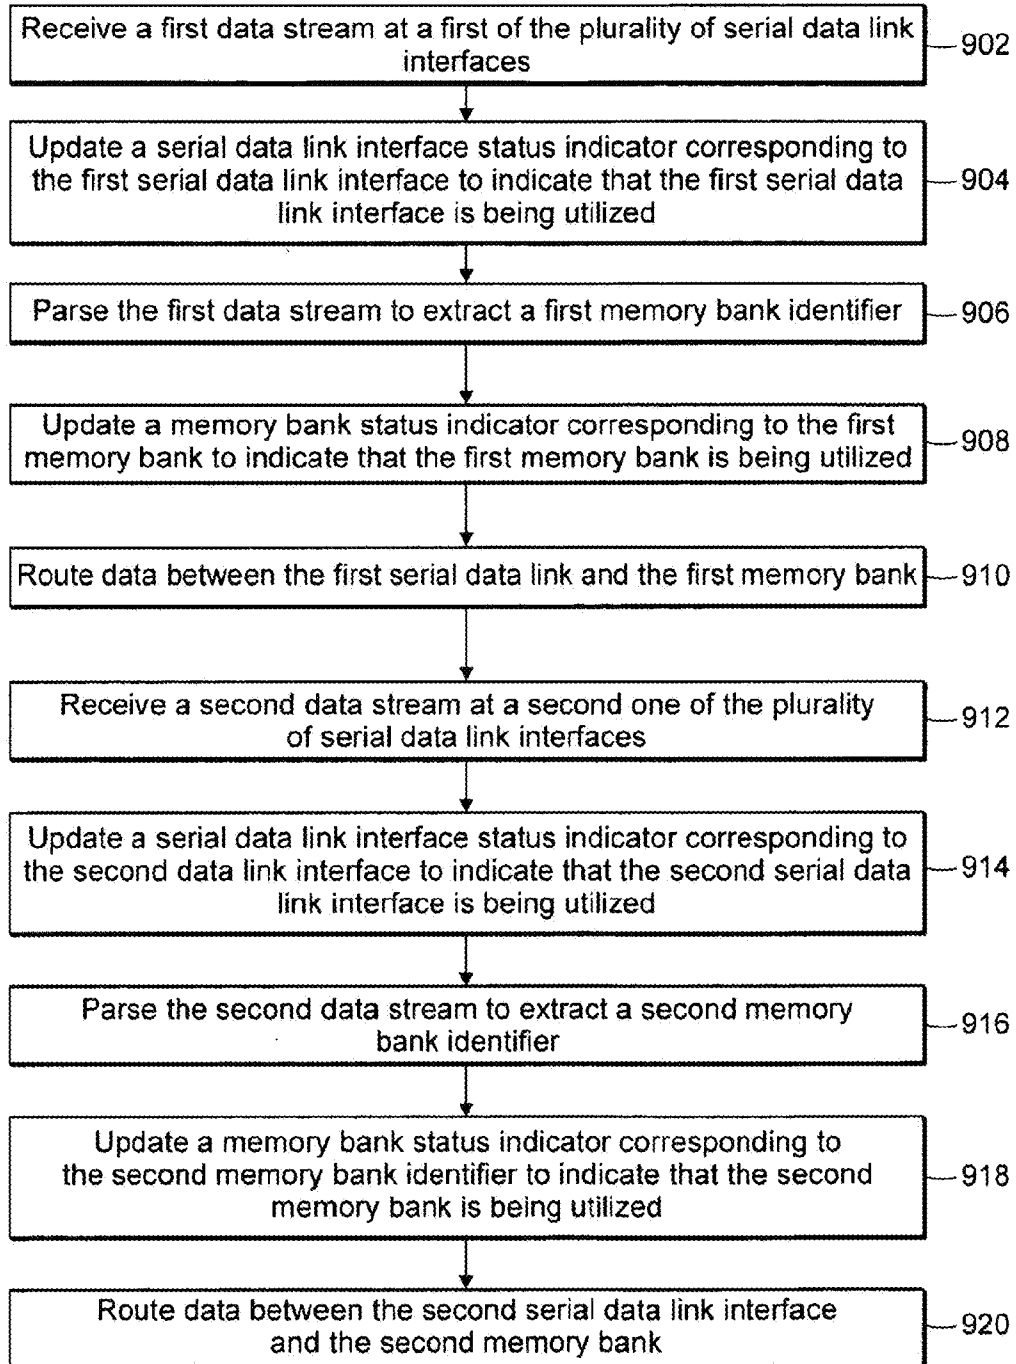 Receive a first data stream at a first of the plurality of serial data link
interfaces
902
Update a serial data link interface status indicator corresponding to
the first serial data link interface to indicate that the first serial data
link interface is being utilized
904
Parse the first data stream to extract a first memory bank identifier
906
Update a memory bank status indicator corresponding to the first
memory bank to indicate that the first memory bank is being utilized
908
Route data between the first serial data link and the first memory bank
910
Receive a second data stream at a second one of the plurality
of serial data link interfaces
912
Update a serial data link interface status indicator corresponding to
the second data link interface to indicate that the second serial data
link interface is being utilized
914
Parse the second data stream to extract a second memory
bank identifier
916
Update a memory bank status indicator corresponding to
the second memory bank identifier to indicate that the second
memory bank is being utilized
918
Route data between the second serial data link interface
and the second memory bank
920